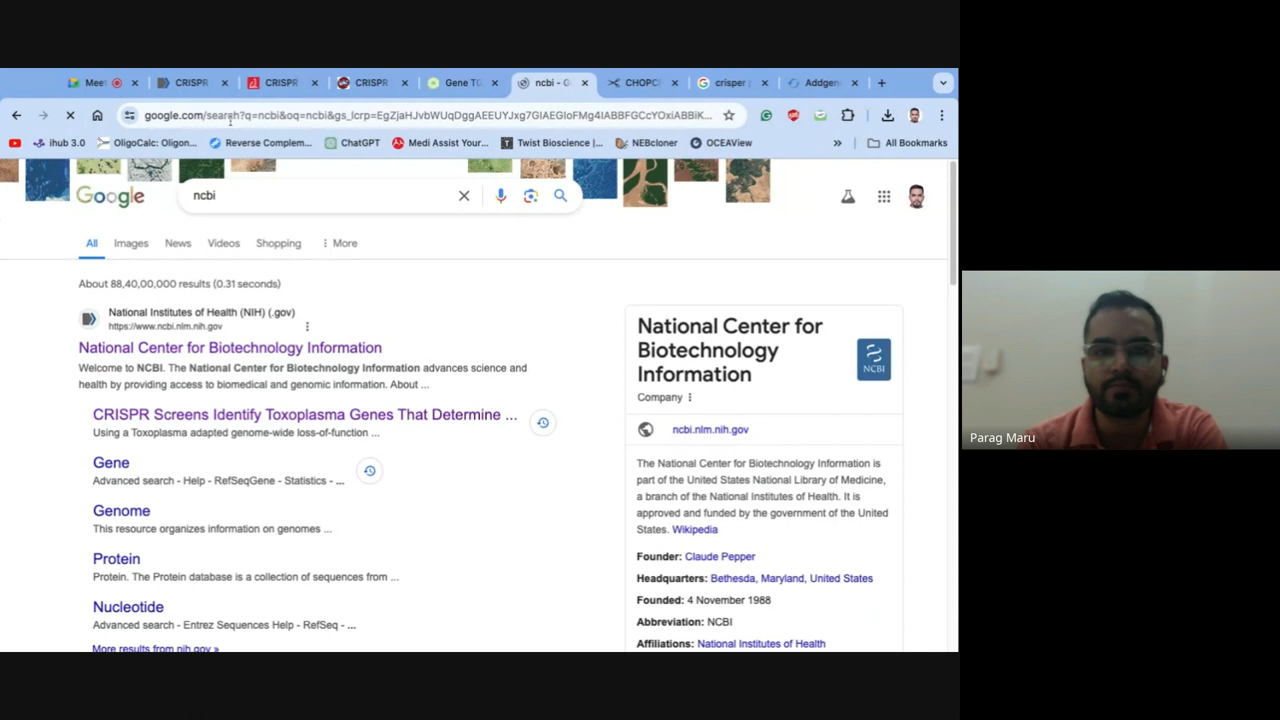 Meet CRISPR CRISPR CRISPR Gene TG ncbi - G CHOPC crisper Addgen
google.com/search?q=ncbi&oq=ncbi&gs_lcrp=EgZjaHJvbWUqDggAEEUYJxg7GIAEGIoFMg4IABBFGCcYOxiABBiK...
ihub 3.0 OligoCalc: Oligon... Reverse Complem... ChatGPT Medi Assist Your... Twist Bioscience |... NEBcloner OCEAView » All Bookmarks
Google
ncbi
All Images News Videos Shopping More
About 88,40,00,000 results (0.31 seconds)
National Institutes of Health (NIH) (.gov)
https://www.ncbi.nlm.nih.gov
National Center for Biotechnology Information
Welcome to NCBI. The National Center for Biotechnology Information advances science and
health by providing access to biomedical and genomic information. About ...
CRISPR Screens Identify Toxoplasma Genes That Determine ...
Using a Toxoplasma adapted genome-wide loss-of-function ...
Gene
Advanced search - Help - RefSeqGene - Statistics - ...
Genome
This resource organizes information on genomes ...
Protein
Protein. The Protein database is a collection of sequences from ...
Nucleotide
Advanced search - Entrez Sequences Help - RefSeq - ...
More results from nih.gov »
National Center for
Biotechnology
Information
NCBI
Company
ncbi.nlm.nih.gov
The National Center for Biotechnology Information is
part of the United States National Library of Medicine,
a branch of the National Institutes of Health. It is
approved and funded by the government of the United
States. Wikipedia
Founder: Claude Pepper
Headquarters: Bethesda, Maryland, United States
Founded: 4 November 1988
Abbreviation: NCBI
Affiliations: National Institutes of Health
Parag Maru